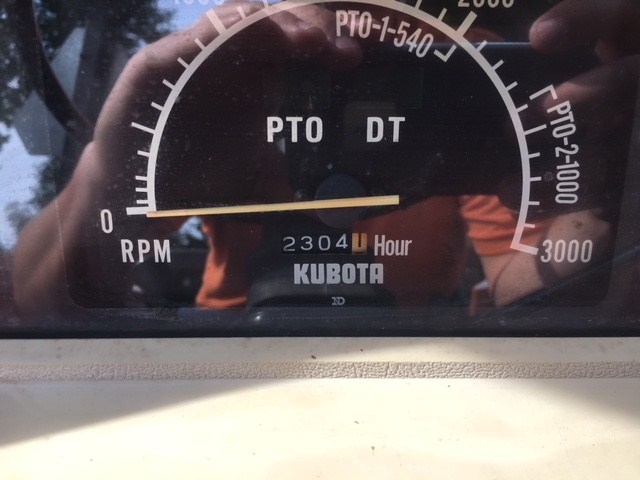 PTO-1-540
PTO DT
PTO-2-1000
0
RPM
2304 Hour
3000
KUBOTA